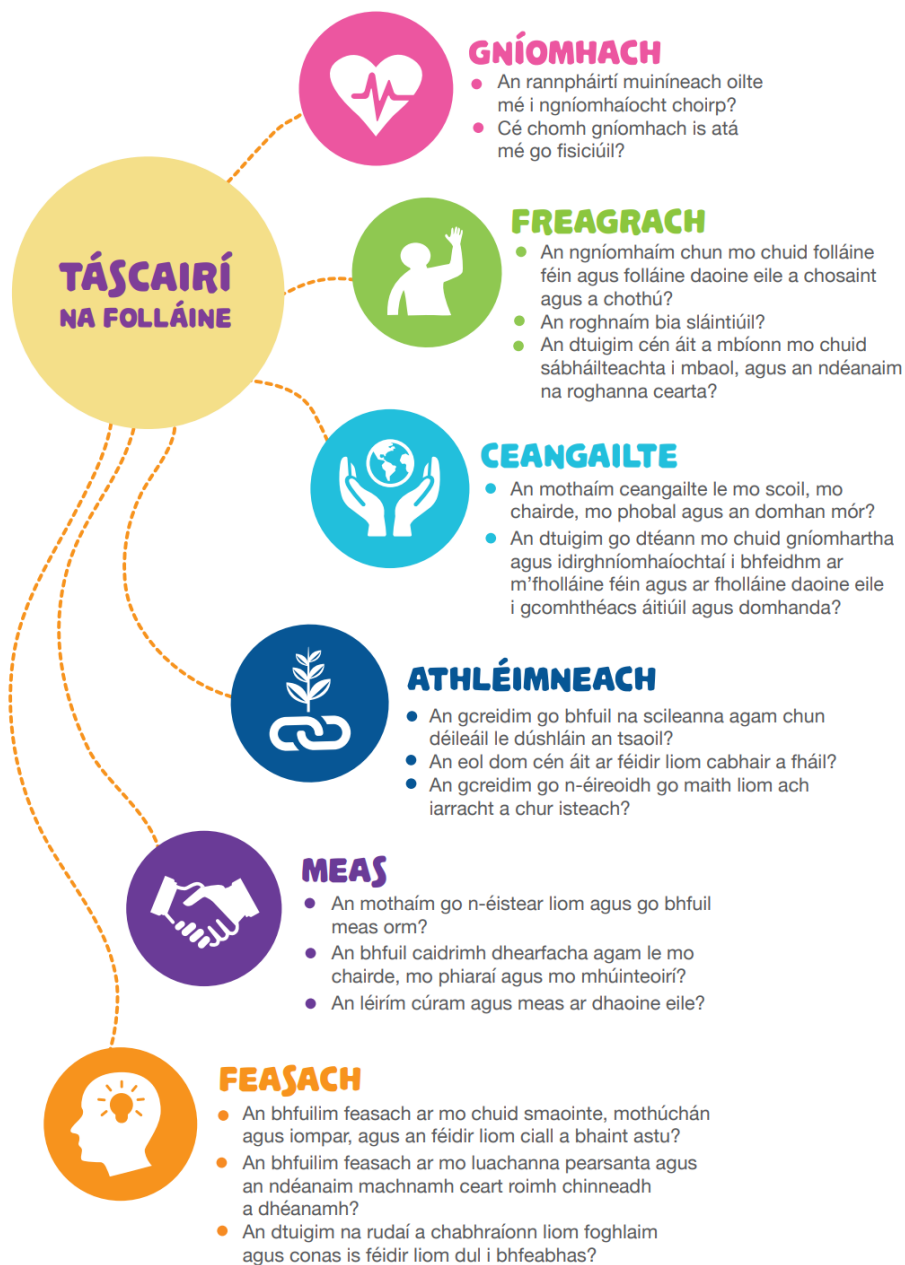 GNÍOMHACH
An rannpháirtí muiníneach oilte
mé i ngníomhaíocht choirp?
Cé chomh gníomhach is atá
mé go fisiciúil?
TÁSCAIRÍ
NA FOLLÁINE
FREAGRACH
An ngníomhaím chun mo chuid folláine
féin agus folláine daoine eile a chosaint
agus a chothú?
An roghnaím bia sláintiúil?
An dtuigim cén áit a mbíonn mo chuid
sábháilteachta i mbaol, agus an ndéanaim
na roghanna cearta?
CEANGAILTE
An mothaím ceangailte le mo scoil, mo
chairde, mo phobal agus an domhan mór?
An dtuigim go dtéann mo chuid gníomhartha
agus idirghníomhaíochtaí i bhfeidhm ar
m'fholláine féin agus ar fholláine daoine eile
i gcomhthéacs áitiúil agus domhanda?
ATHLÉIMNEACH
An gcreidim go bhfuil na scileanna agam chun
déileáil le dúshláin an tsaoil?
An eol dom cén áit ar féidir liom cabhair a fháil?
An gcreidim go n-éireoidh go maith liom ach
iarracht a chur isteach?
MEAS
An mothaím go n-éistear liom agus go bhfuil
meas orm?
An bhfuil caidrimh dhearfacha agam le mo
chairde, mo phiaraí agus mo mhúinteoirí?
An léirím cúram agus meas ar dhaoine eile?
FEASACH
An bhfuilim feasach ar mo chuid smaointe, mothúchán
agus iompar, agus an féidir liom ciall a bhaint astu?
An bhfuilim feasach ar mo luachanna pearsanta agus
an ndéanaim machnamh ceart roimh chinneadh
a dhéanamh?
An dtuigim na rudaí a chabhraíonn liom foghlaim
agus conas is féidir liom dul i bhfeabhas?